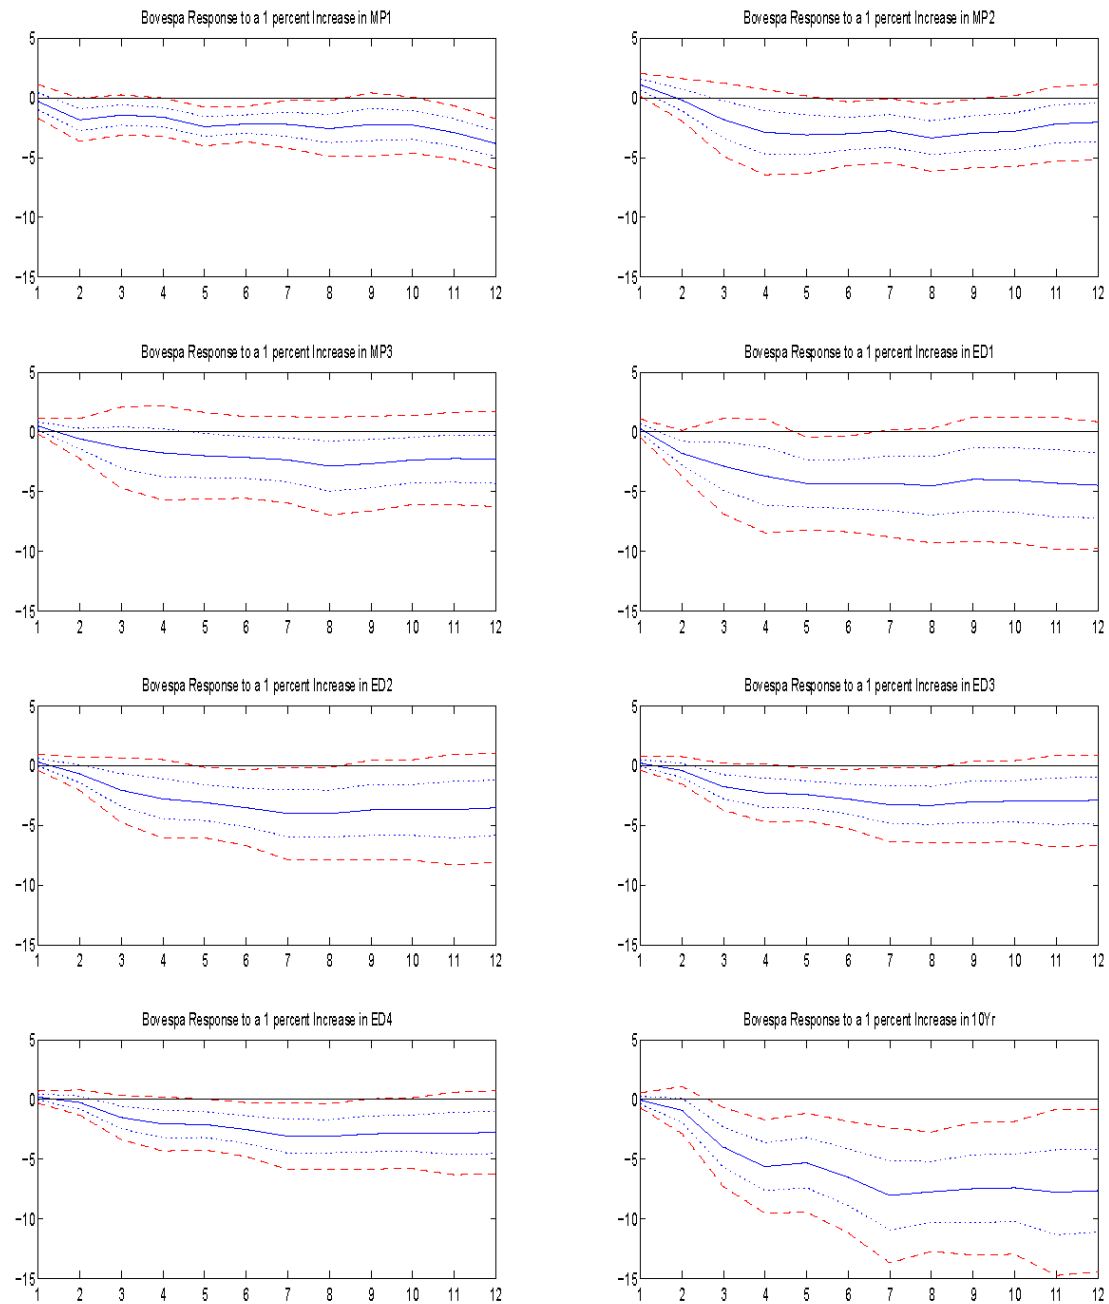 Bovespa Response to a 1 percent Increase in MP1
5
0
−5
−10
−15
1 2 3 4 5 6 7 8 9 10 11 12
Bovespa Response to a 1 percent Increase in MP2
5
0
−5
−10
−15
1 2 3 4 5 6 7 8 9 10 11 12
Bovespa Response to a 1 percent Increase in MP3
5
0
−5
−10
−15
1 2 3 4 5 6 7 8 9 10 11 12
Bovespa Response to a 1 percent Increase in ED1
5
0
−5
−10
−15
1 2 3 4 5 6 7 8 9 10 11 12
Bovespa Response to a 1 percent Increase in ED2
5
0
−5
−10
−15
1 2 3 4 5 6 7 8 9 10 11 12
Bovespa Response to a 1 percent Increase in ED3
5
0
−5
−10
−15
1 2 3 4 5 6 7 8 9 10 11 12
Bovespa Response to a 1 percent Increase in ED4
5
0
−5
−10
−15
1 2 3 4 5 6 7 8 9 10 11 12
Bovespa Response to a 1 percent Increase in 10Yr
5
0
−5
−10
−15
1 2 3 4 5 6 7 8 9 10 11 12